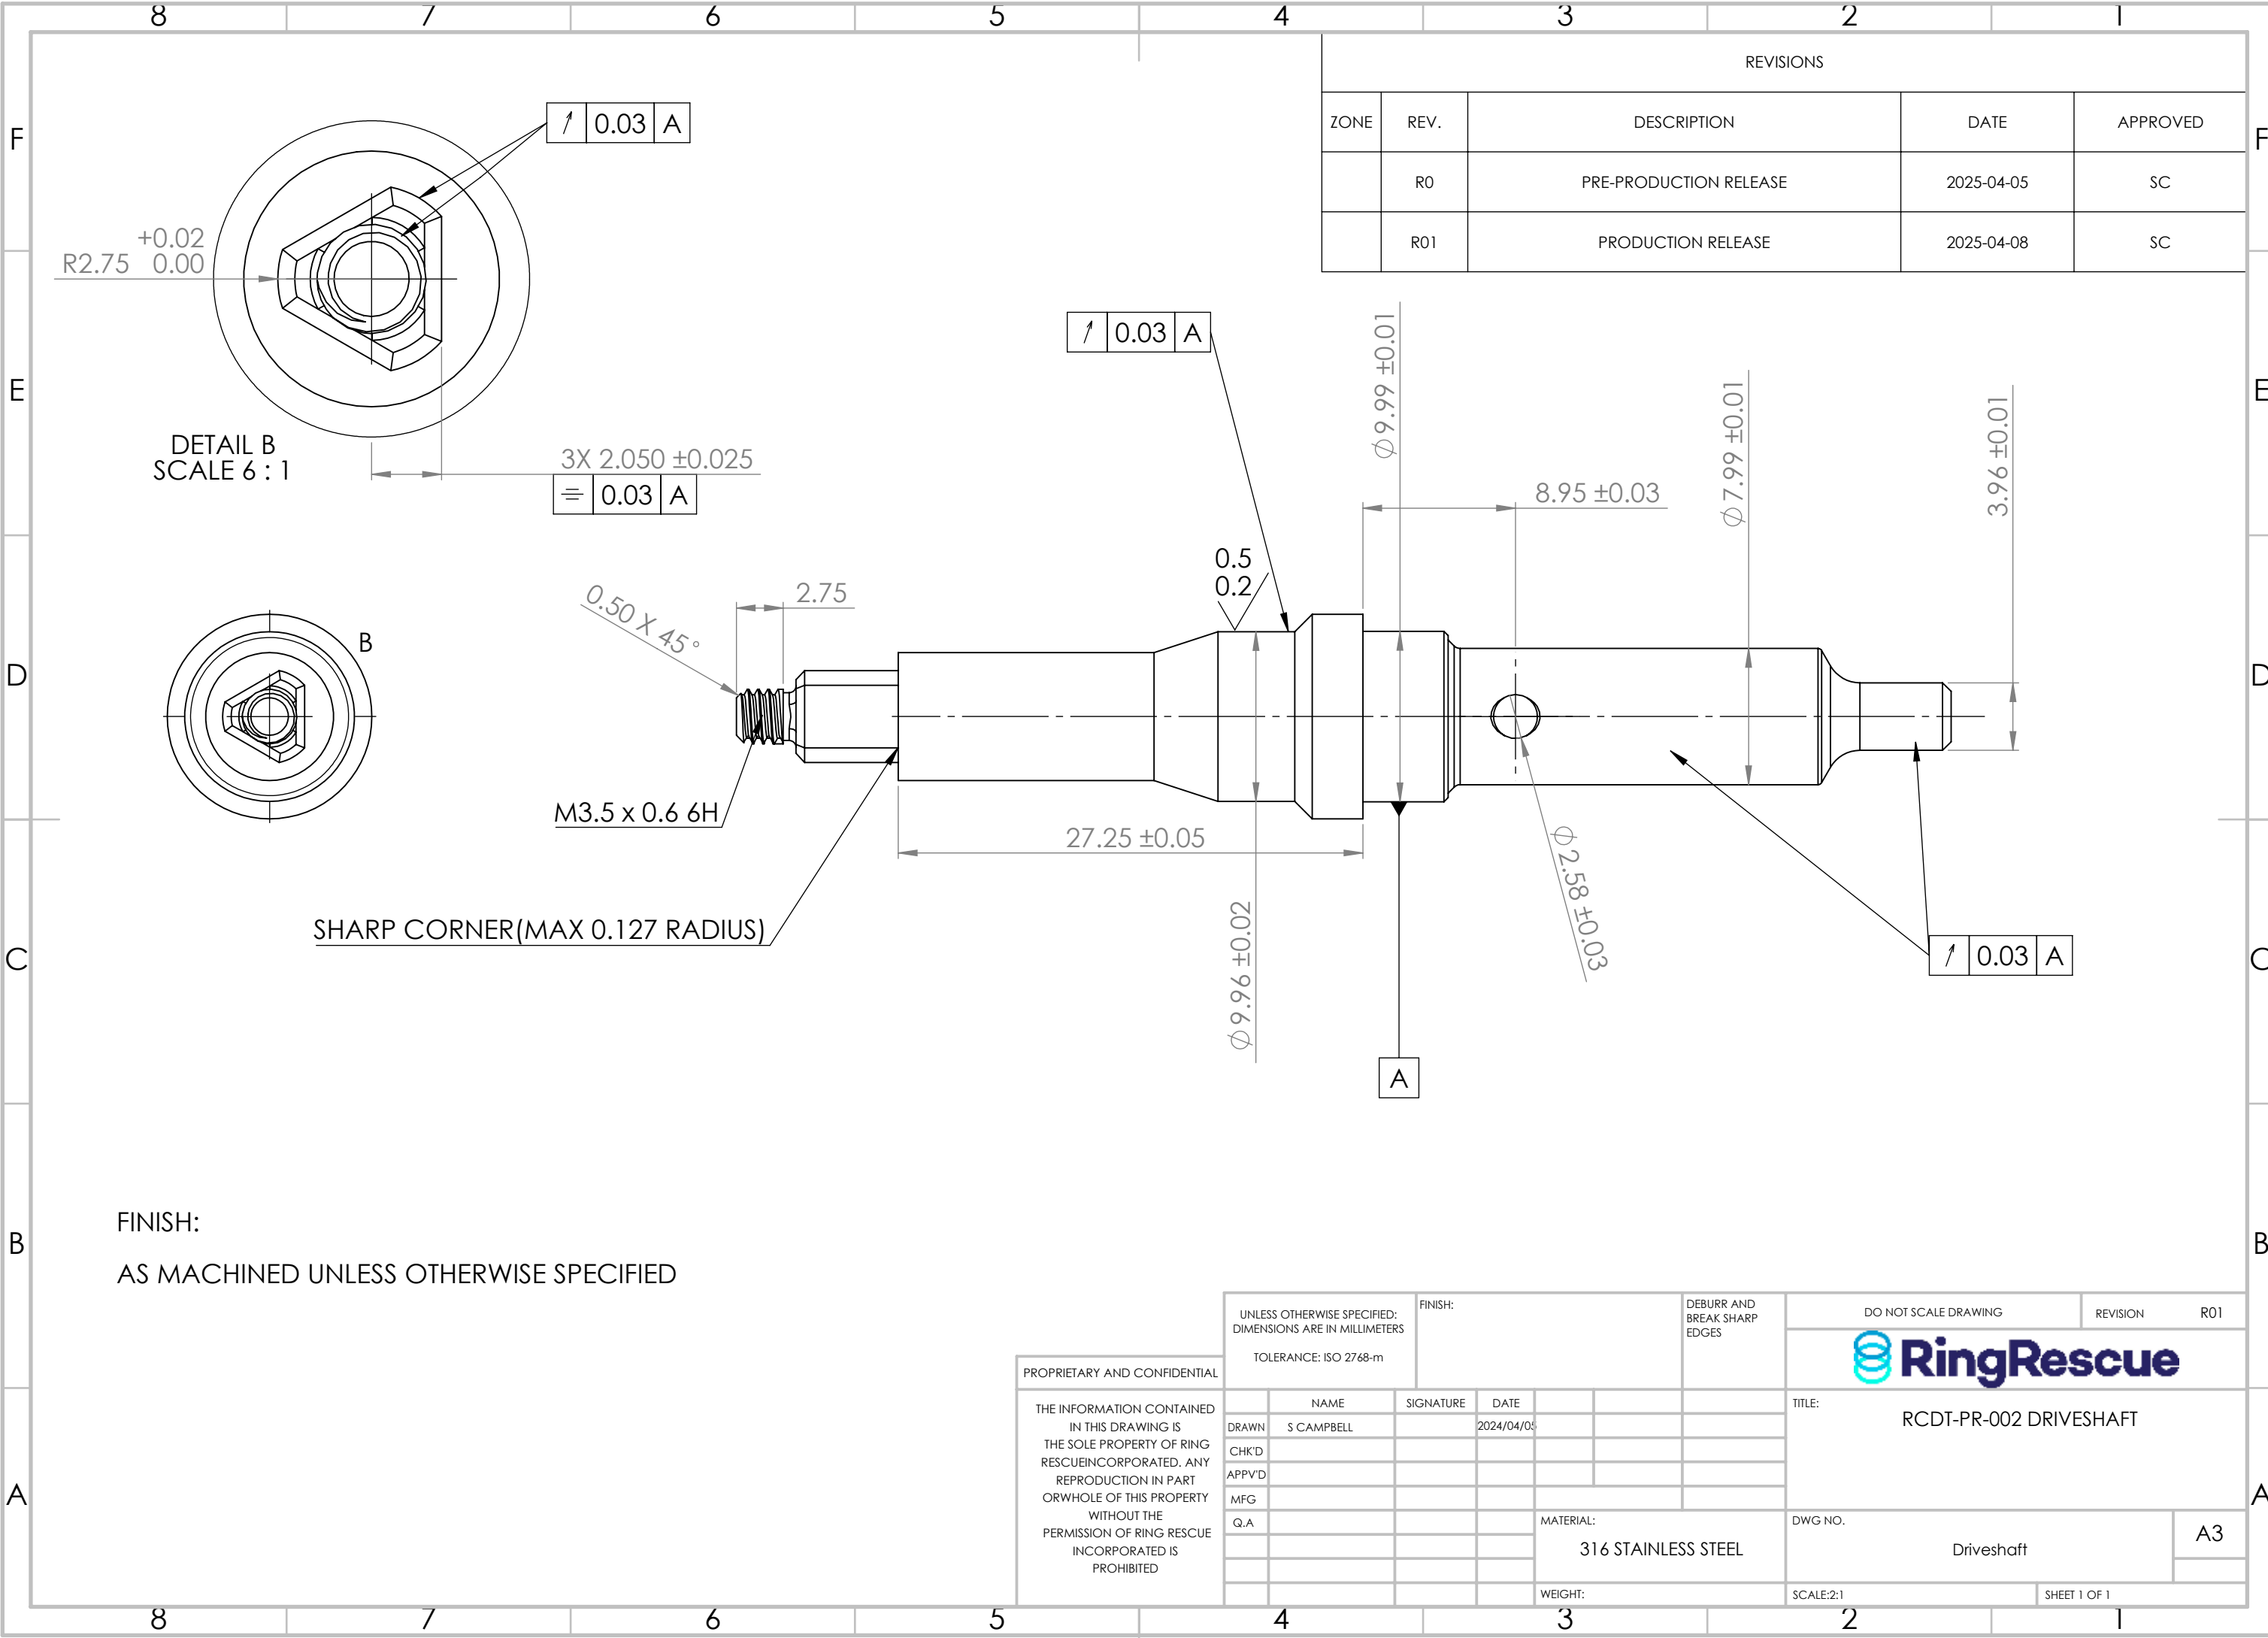 8 7 6 5 4 3 2 1
F
E
D
C
B
A
F
E
D
C
B
A
REVISIONS
ZONE REV. DESCRIPTION DATE APPROVED
R0 PRE-PRODUCTION RELEASE 2025-04-05 SC
R01 PRODUCTION RELEASE 2025-04-08 SC
0.03 A
+0.02
R2.75 0.00
DETAIL B
SCALE 6 : 1
3X 2.050 ±0.025
⌯ 0.03 A
0.03 A
∅9.99 ±0.01
8.95 ±0.03
∅7.99 ±0.01
3.96 ±0.01
0.5
0.2
0.50 X 45°
2.75
B
M3.5 x 0.6 6H
27.25 ±0.05
SHARP CORNER(MAX 0.127 RADIUS)
∅9.96 ±0.02
∅2.58 ±0.03
0.03 A
A
FINISH:
AS MACHINED UNLESS OTHERWISE SPECIFIED
UNLESS OTHERWISE SPECIFIED:
DIMENSIONS ARE IN MILLIMETERS
TOLERANCE: ISO 2768-m
FINISH:
DEBURR AND
BREAK SHARP
EDGES
DO NOT SCALE DRAWING
REVISION R01
RingRescue
PROPRIETARY AND CONFIDENTIAL
THE INFORMATION CONTAINED
IN THIS DRAWING IS
THE SOLE PROPERTY OF RING
RESCUEINCORPORATED. ANY
REPRODUCTION IN PART
ORWHOLE OF THIS PROPERTY
WITHOUT THE
PERMISSION OF RING RESCUE
INCORPORATED IS
PROHIBITED
NAME SIGNATURE DATE
DRAWN S CAMPBELL 2024/04/05
CHK'D
APPV'D
MFG
Q.A
TITLE:
RCDT-PR-002 DRIVESHAFT
MATERIAL:
316 STAINLESS STEEL
DWG NO.
Driveshaft
A3
WEIGHT:
SCALE:2:1
SHEET 1 OF 1
8 7 6 5 4 3 2 1